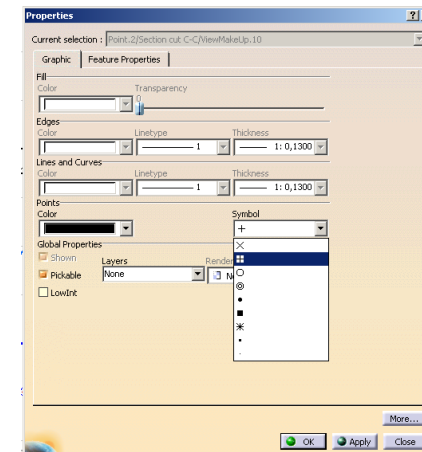 Properties ?
Current selection : Point.2/Section cut C-C/ViewMakeUp.10
Graphic Feature Properties
Fill
Color Transparency
0
Edges
Color Linetype Thickness
1 1: 0,1300
Lines and Curves
Color Linetype Thickness
1 1: 0,1300
Points
Color Symbol
+
Global Properties
Shown Layers Render
Pickable None
LowInt
More...
OK Apply Close